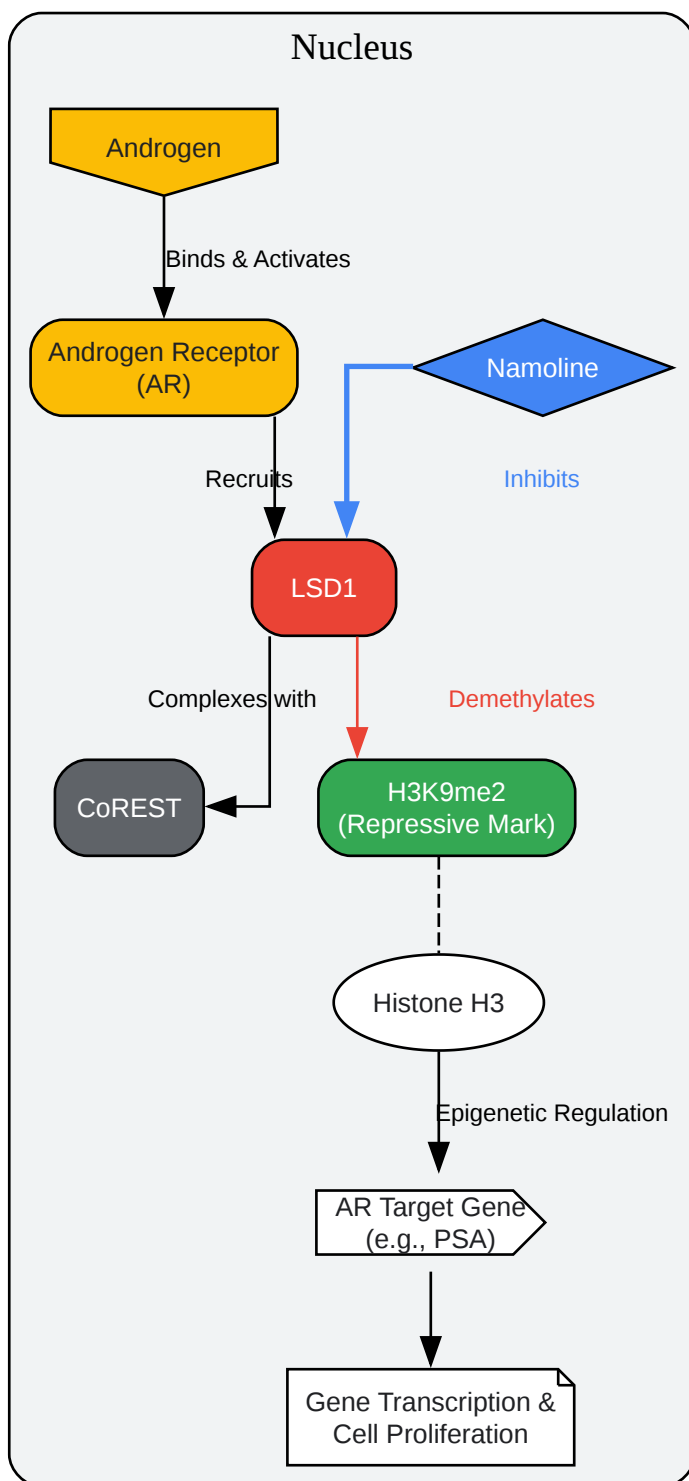 Nucleus
Androgen
Binds & Activates
Androgen Receptor
(AR)
Namoline
Recruits
Inhibits
LSD1
Complexes with
Demethylates
CoREST
H3K9me2
(Repressive Mark)
Histone H3
Epigenetic Regulation
AR Target Gene
(e.g., PSA)
Gene Transcription &
Cell Proliferation